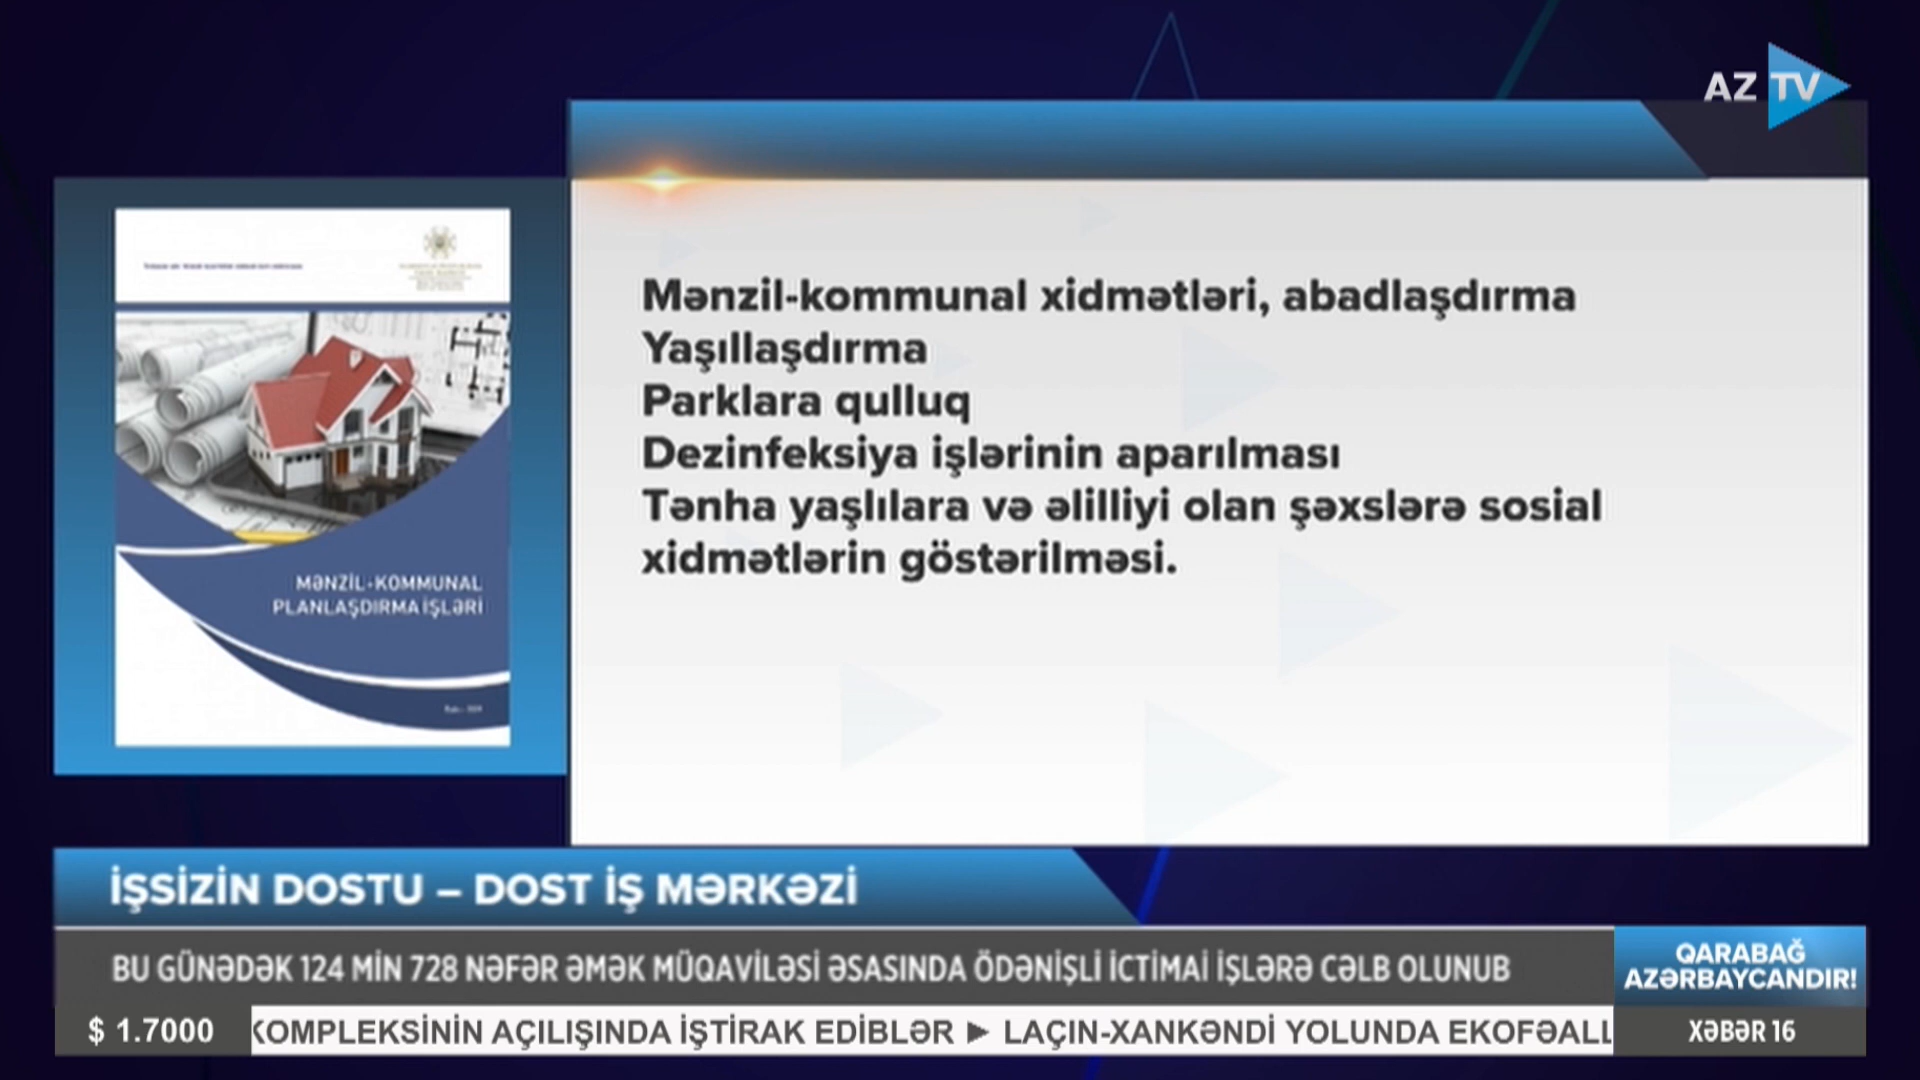 AZTV
Mənzil-kommunal xidmətləri, abadlaşdırma
Yaşıllaşdırma
Parklara qulluq
Dezinfeksiya işlərinin aparılması
Tənha yaşlılara və əlilliyi olan şəxslərə sosial
xidmətlərin göstərilməsi.
MƏNZİL-KOMMUNAL
PLANLAŞDIRMA İŞLƏRİ
İŞSİZİN DOSTU – DOST İŞ MƏRKƏZİ
BU GÜNƏDƏK 124 MİN 728 NƏFƏR ƏMƏK MÜQAVİLƏSİ ƏSASINDA ÖDƏNİŞLİ İCTİMAİ İŞLƏRƏ CƏLB OLUNUB
QARABAĞ
AZƏRBAYCANDIR!
$ 1.7000
KOMPLEKSİNİN AÇILIŞINDA İŞTİRAK EDİBLƏR ► LAÇIN-XANKƏNDİ YOLUNDA EKOFƏALL
XƏBƏR 16